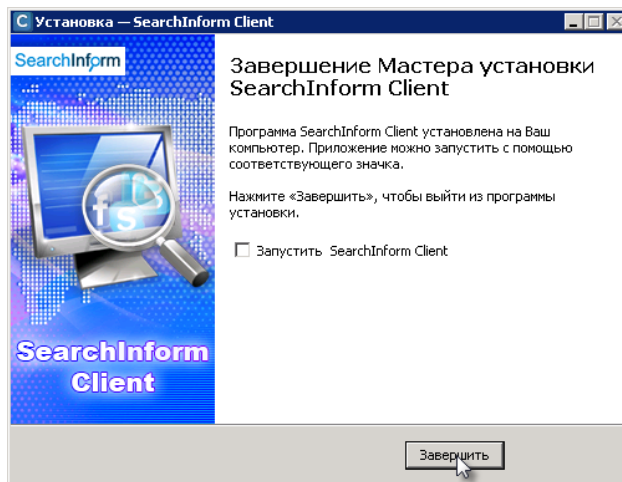 C Установка — SearchInform Client
SearchInform
Завершение Мастера установки
SearchInform Client
Программа SearchInform Client установлена на Ваш
компьютер. Приложение можно запустить с помощью
соответствующего значка.
Нажмите «Завершить», чтобы выйти из программы
установки.
Запустить SearchInform Client
SearchInform
Client
Завершить